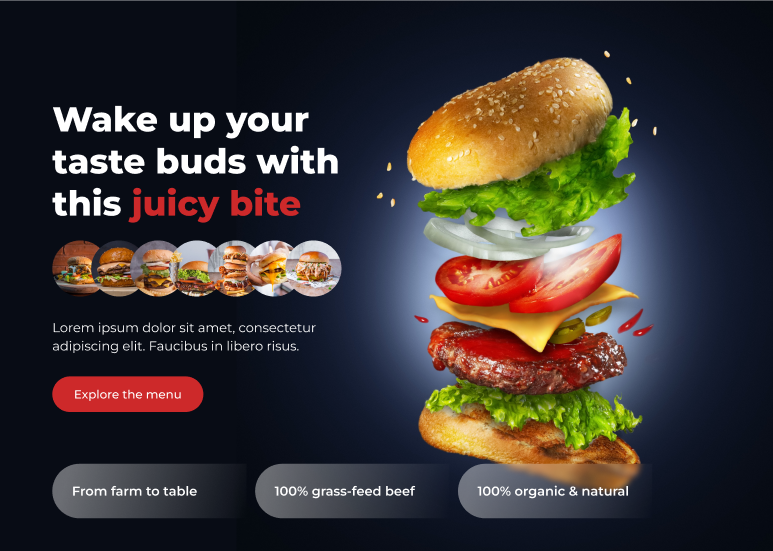 Wake up your
taste buds with
this juicy bite
Lorem ipsum dolor sit amet, consectetur
adipiscing elit. Faucibus in libero risus.
Explore the menu
From farm to table
100% grass-feed beef
100% organic & natural